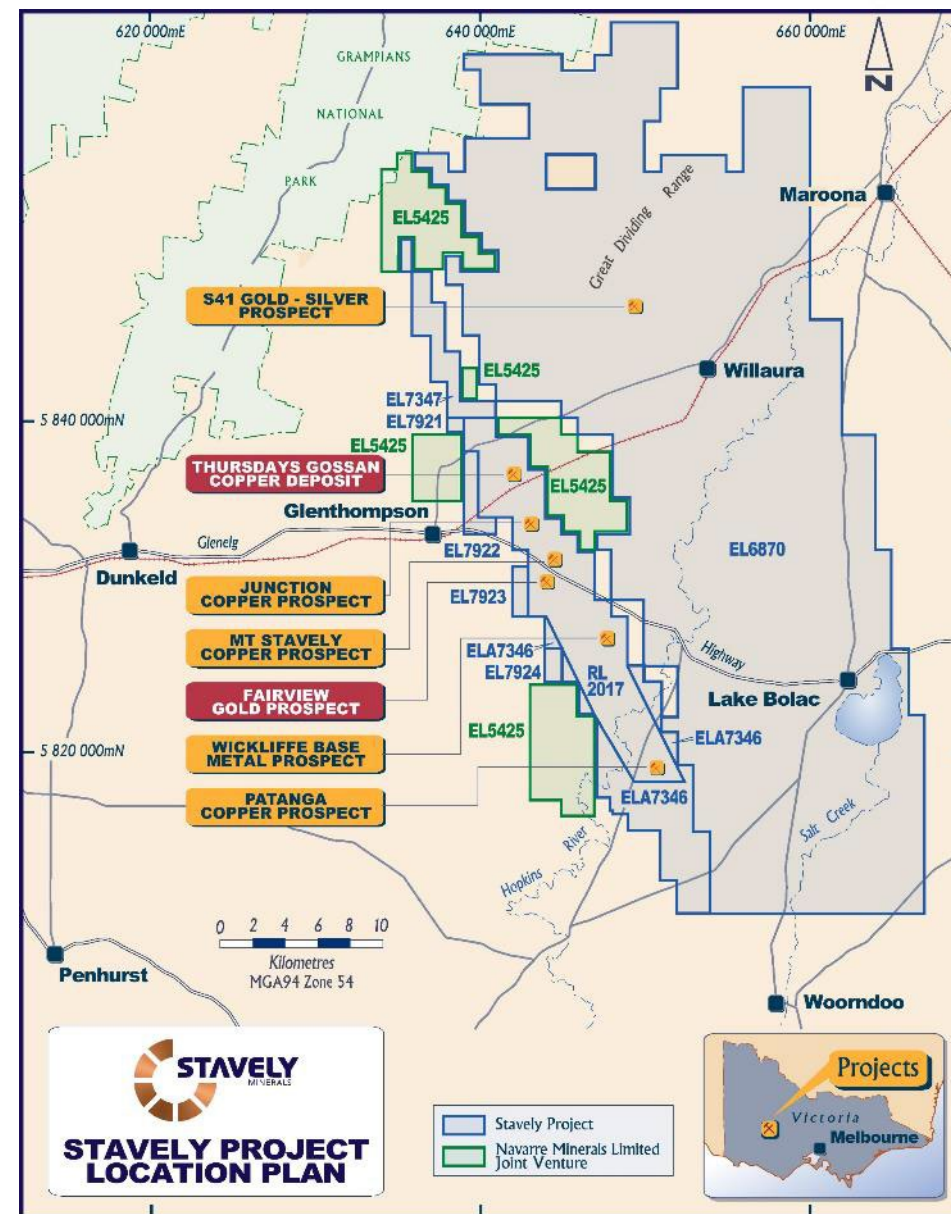 620 000mE
640 000mE
660 000mE
GRAMPIANS
NATIONAL
PARK
N
Maroona
EL5425
Great Dividing Range
S41 GOLD - SILVER
PROSPECT
Willaura
EL5425
EL7347
EL7921
5 840 000mN
EL5425
THURSDAYS GOSSAN
COPPER DEPOSIT
EL5425
Glenthompson
Glenelg
EL7922
EL6870
Dunkeld
JUNCTION
COPPER PROSPECT
EL7923
MT STAVELY
COPPER PROSPECT
ELA7346
EL7924
RL
2017
Highway
Lake Bolac
FAIRVIEW
GOLD PROSPECT
EL5425
ELA7346
WICKLIFFE BASE
METAL PROSPECT
5 820 000mN
PATANGA
COPPER PROSPECT
ELA7346
Hopkins River
Salt Creek
0 2 4 6 8 10
Kilometres
MGA94 Zone 54
Penhurst
Woorndoo
STAVELY
MINERALS
STAVELY PROJECT
LOCATION PLAN
Stavely Project
Navarre Minerals Limited
Joint Venture
Projects
Victoria
Melbourne